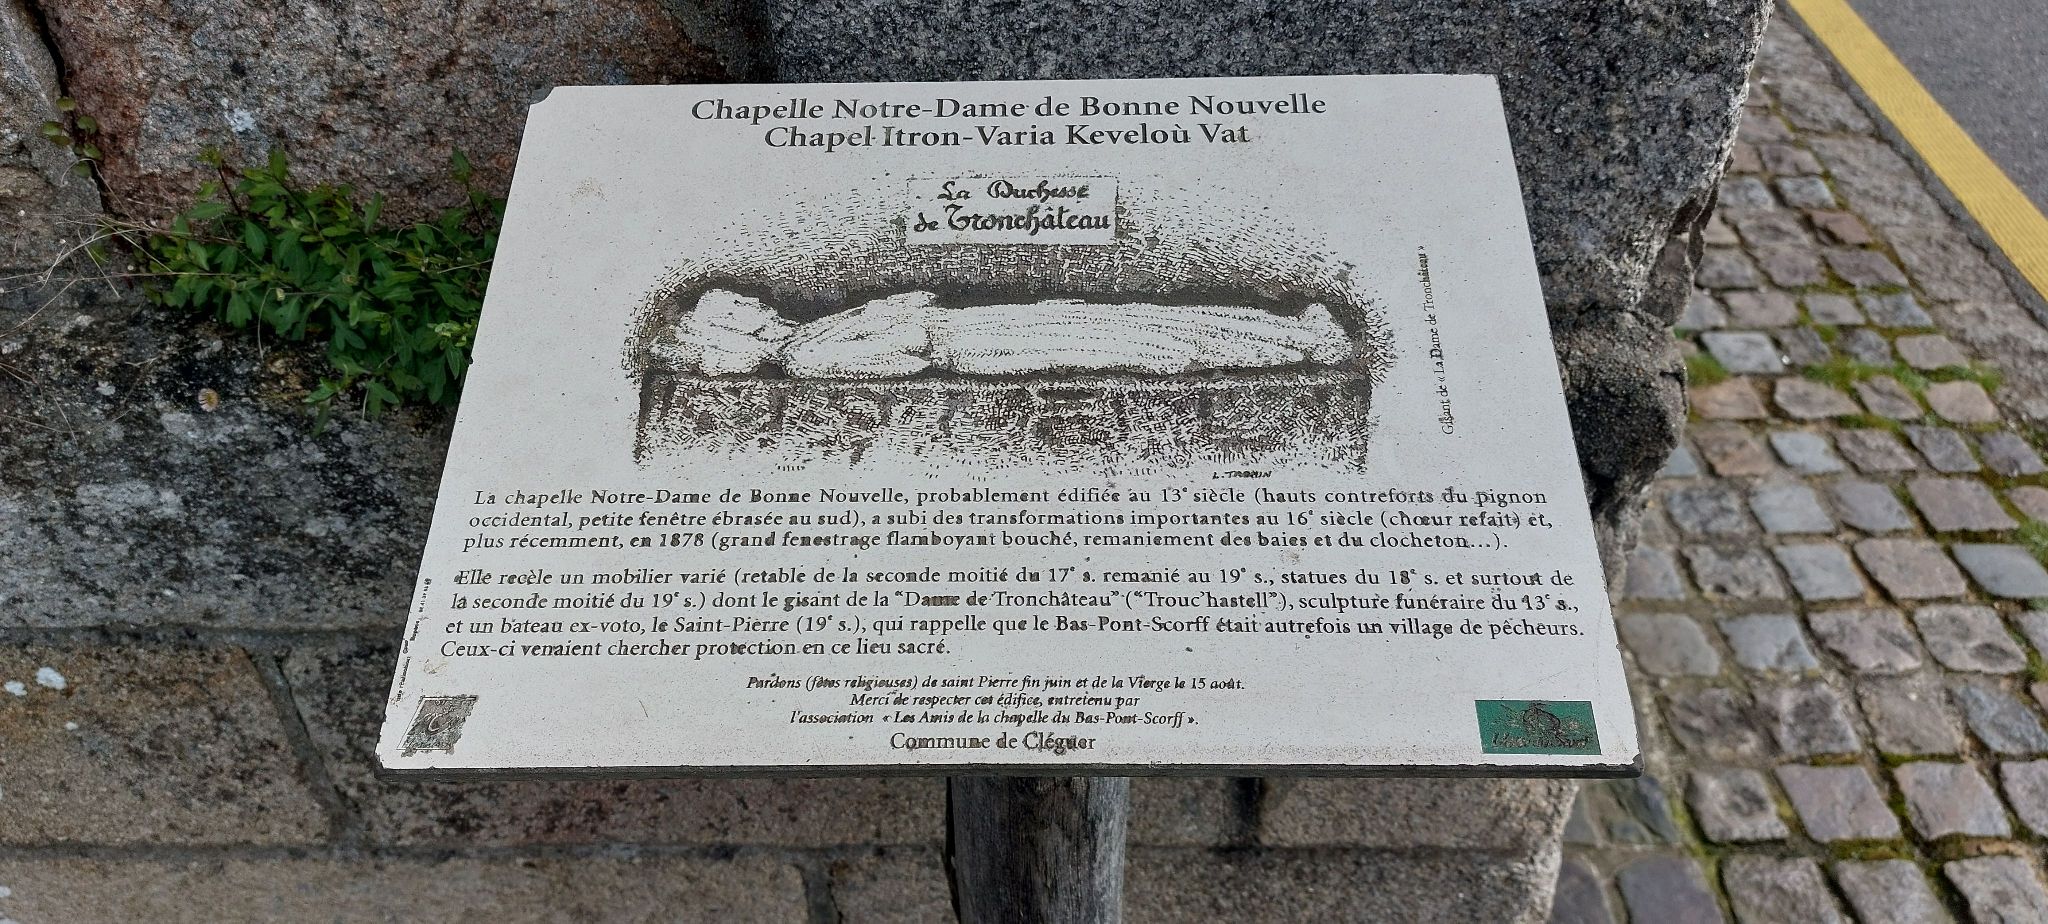 Chapelle Notre-Dame de Bonne Nouvelle
Chapel Itron-Varia Keveloù Vat
La Duchesse
de Tronchâteau
Gisant de « La Dame de Tronchâteau »
La chapelle Notre-Dame de Bonne Nouvelle, probablement édifiée au 13e siècle (hauts contreforts du pignon
occidental, petite fenêtre ébrasée au sud), a subi des transformations importantes au 16e siècle (chœur refait) et,
plus récemment, en 1878 (grand fenestrage flamboyant bouché, remaniement des baies et du clocheton...).
Elle recèle un mobilier varié (retable de la seconde moitié du 17e s. remanié au 19e s., statues du 18e s. et surtout de
la seconde moitié du 19e s.) dont le gisant de la "Dame de Tronchâteau" ("Trouc'hastell"), sculpture funéraire du 13e s.,
et un bateau ex-voto, le Saint-Pierre (19e s.), qui rappelle que le Bas-Pont-Scorff était autrefois un village de pêcheurs.
Ceux-ci venaient chercher protection en ce lieu sacré.
Pardons (fêtes religieuses) de saint Pierre fin juin et de la Vierge le 15 août.
Merci de respecter cet édifice, entretenu par
l'association « Les Amis de la chapelle du Bas-Pont-Scorff ».
Commune de Cléguer